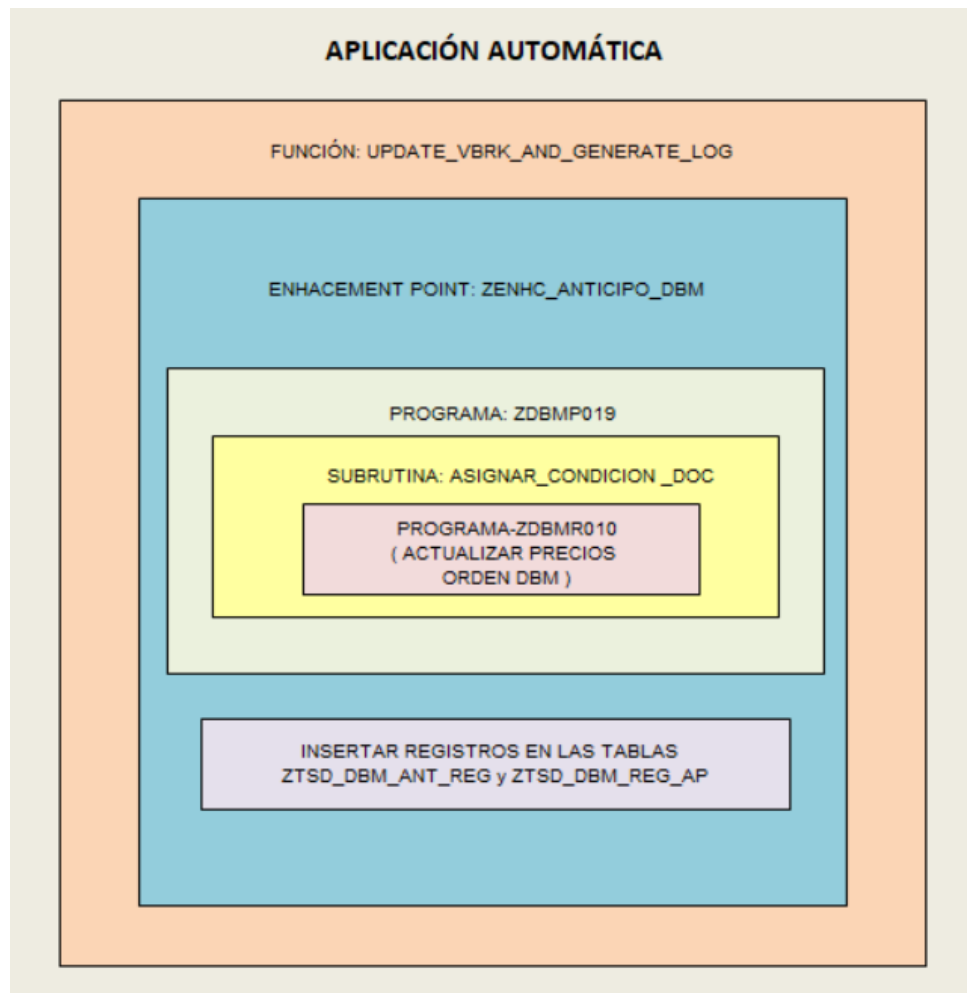 APLICACIÓN AUTOMÁTICA
FUNCIÓN: UPDATE_VBRK_AND_GENERATE_LOG
ENHACEMENT POINT: ZENHC_ANTICIPO_DBM
PROGRAMA: ZDBMP019
SUBRUTINA: ASIGNAR_CONDICION _DOC
PROGRAMA-ZDBMR010
( ACTUALIZAR PRECIOS
ORDEN DBM )
INSERTAR REGISTROS EN LAS TABLAS
ZTSD_DBM_ANT_REG y ZTSD_DBM_REG_AP